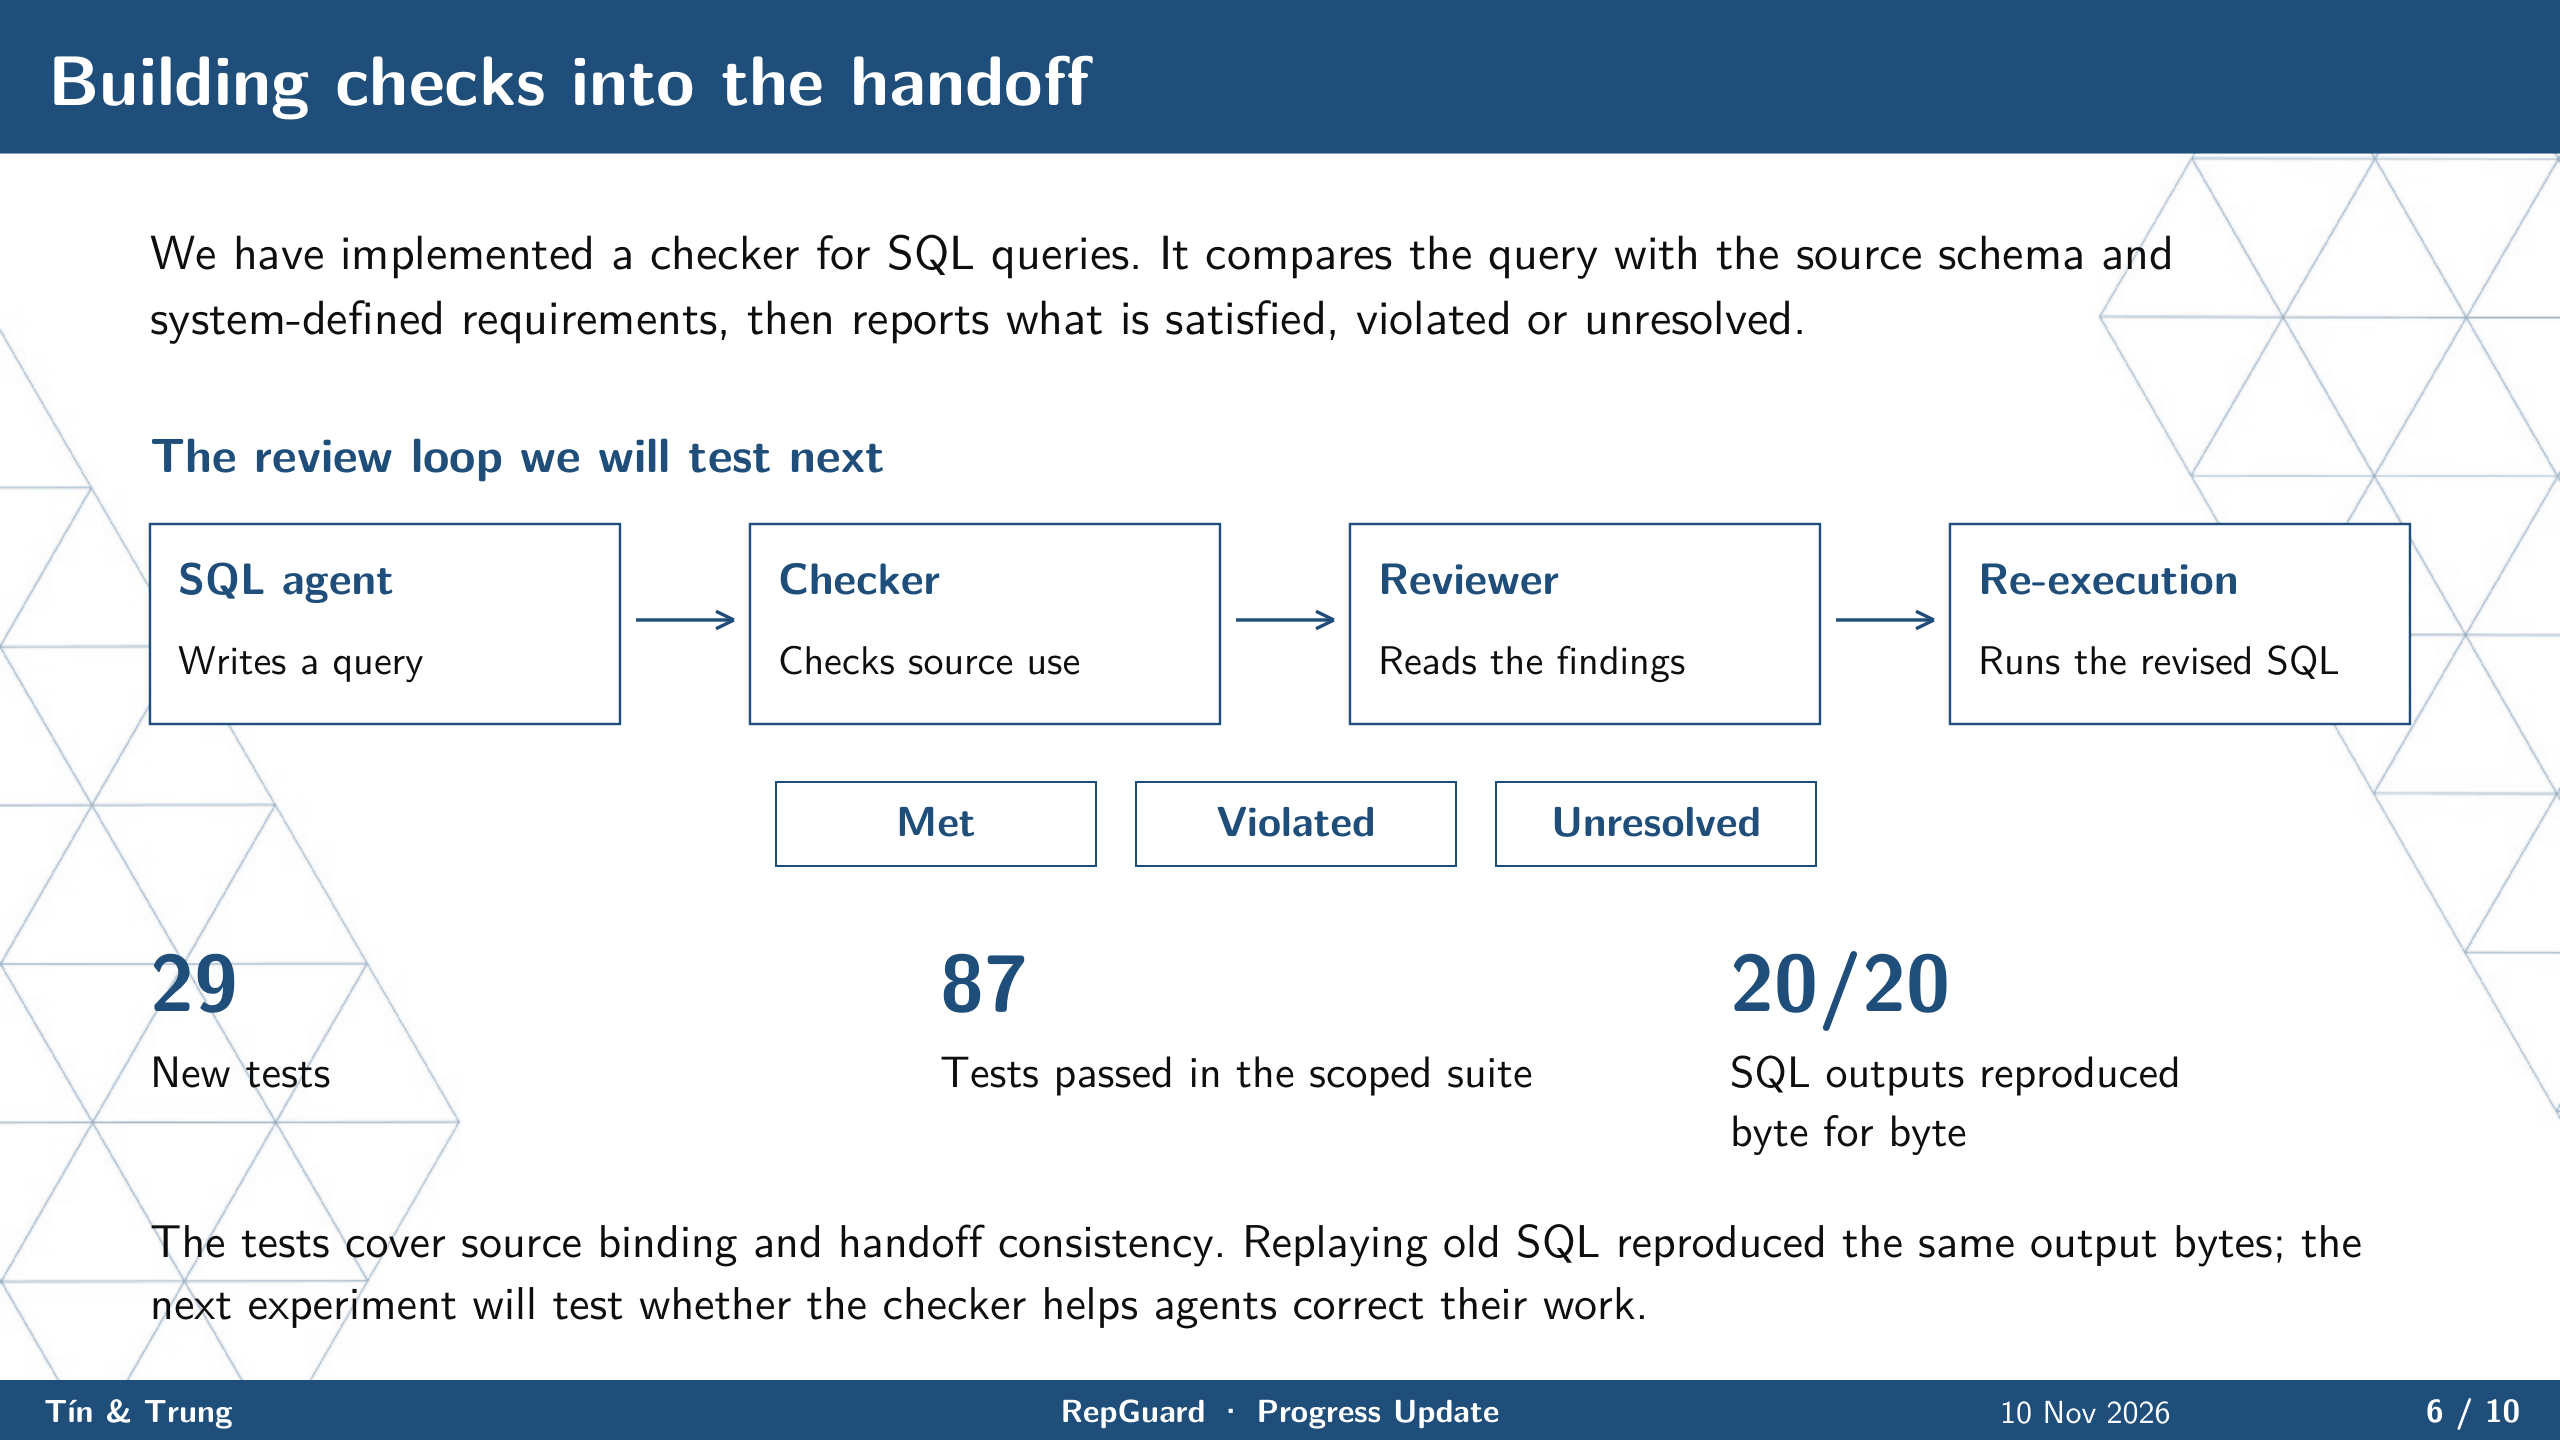 Building checks into the handoff
We have implemented a checker for SQL queries. It compares the query with the source schema and
system-defined requirements, then reports what is satisfied, violated or unresolved.
The review loop we will test next
SQL agent
Writes a query
Checker
Checks source use
Reviewer
Reads the findings
Re-execution
Runs the revised SQL
Met
Violated
Unresolved
29
New tests
87
Tests passed in the scoped suite
20/20
SQL outputs reproduced
byte for byte
The tests cover source binding and handoff consistency. Replaying old SQL reproduced the same output bytes; the
next experiment will test whether the checker helps agents correct their work.
Tín & Trung
RepGuard · Progress Update
10 Nov 2026
6 / 10